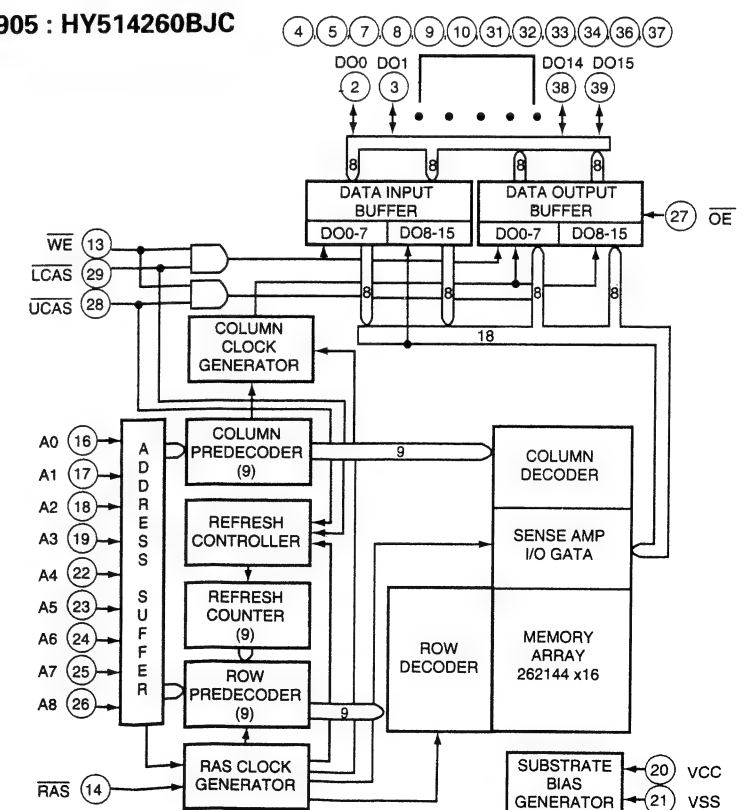 905 : HY514260BJC
4 5 7 8 9 10 31 32 33 34 36 37
DO0 DO1 DO14 DO15
2 3 38 39
8 8 8 8
DATA INPUT BUFFER
DO0-7 DO8-15
DATA OUTPUT BUFFER
DO0-7 DO8-15
27 OE
WE 13
LCAS 29
UCAS 28
8 8 8 8
18
COLUMN CLOCK GENERATOR
A0 16
A1 17
A2 18
A3 19
A4 22
A5 23
A6 24
A7 25
A8 26
ADDRESS SUFFER
COLUMN PREDECODER (9)
9
COLUMN DECODER
REFRESH CONTROLLER
SENSE AMP I/O GATA
REFRESH COUNTER (9)
ROW PREDECODER (9)
9
ROW DECODER
MEMORY ARRAY 262144 x16
RAS 14
RAS CLOCK GENERATOR
SUBSTRATE BIAS GENERATOR
20 VCC
21 VSS